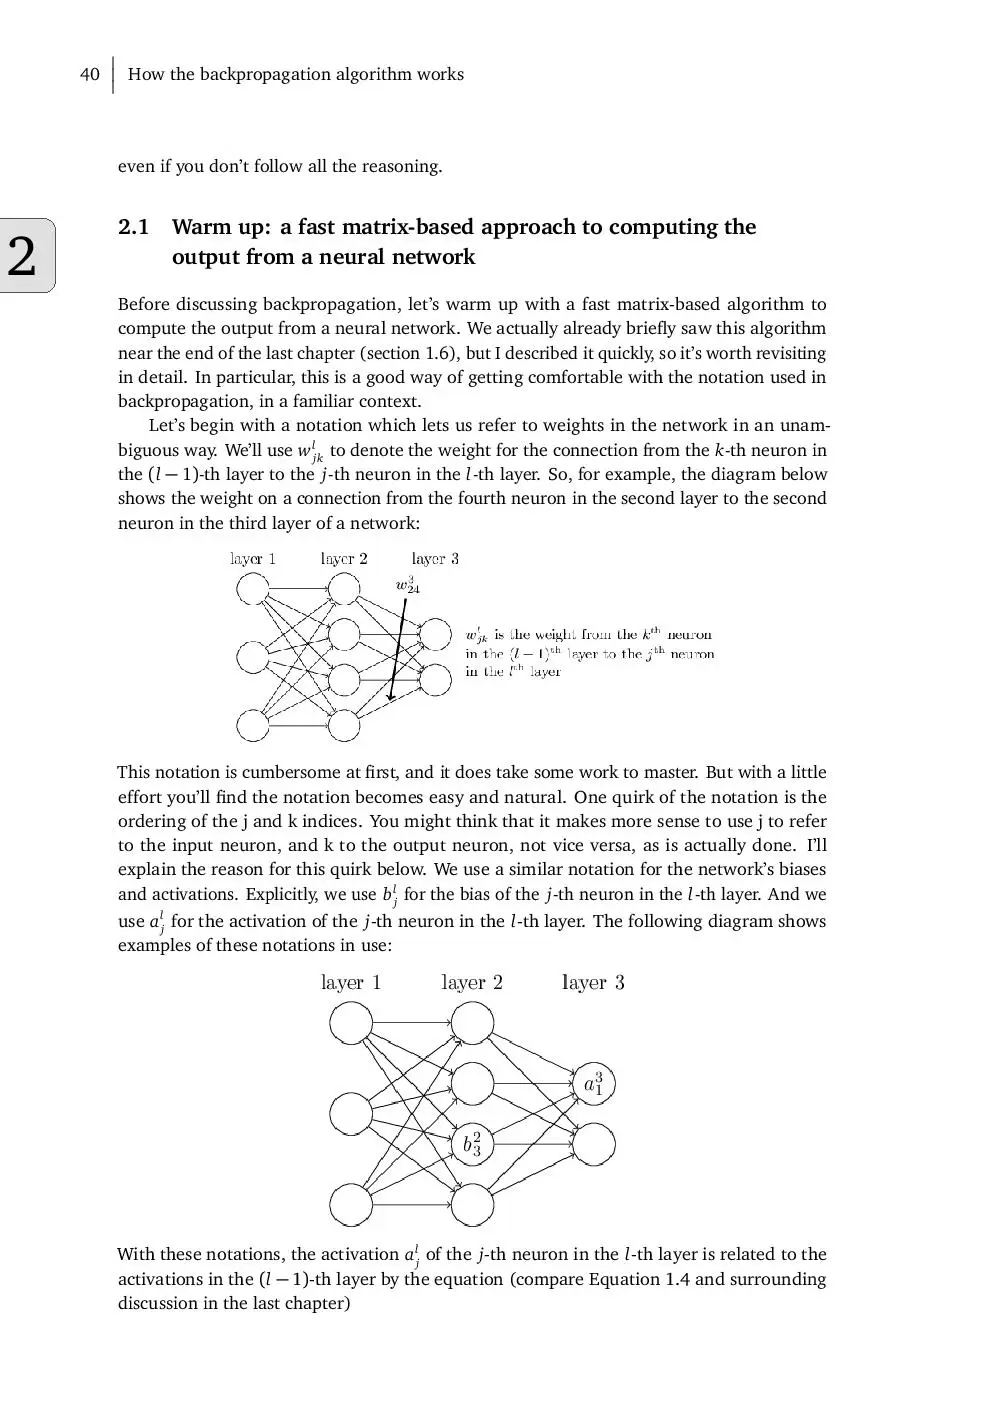 40 How the backpropagation algorithm works
even if you don’t follow all the reasoning.
2
2.1 Warm up: a fast matrix-based approach to computing the
output from a neural network
Before discussing backpropagation, let’s warm up with a fast matrix-based algorithm to
compute the output from a neural network. We actually already briefly saw this algorithm
near the end of the last chapter (section 1.6), but I described it quickly, so it’s worth revisiting
in detail. In particular, this is a good way of getting comfortable with the notation used in
backpropagation, in a familiar context.
Let’s begin with a notation which lets us refer to weights in the network in an unam-
biguous way. We’ll use w^l_{jk} to denote the weight for the connection from the k-th neuron in
the (l − 1)-th layer to the j-th neuron in the l-th layer. So, for example, the diagram below
shows the weight on a connection from the fourth neuron in the second layer to the second
neuron in the third layer of a network:
layer 1 layer 2 layer 3
w^3_{24}
w^l_{jk} is the weight from the k^{th} neuron
in the (l − 1)^{th} layer to the j^{th} neuron
in the l^{th} layer
This notation is cumbersome at first, and it does take some work to master. But with a little
effort you’ll find the notation becomes easy and natural. One quirk of the notation is the
ordering of the j and k indices. You might think that it makes more sense to use j to refer
to the input neuron, and k to the output neuron, not vice versa, as is actually done. I’ll
explain the reason for this quirk below. We use a similar notation for the network’s biases
and activations. Explicitly, we use b^l_j for the bias of the j-th neuron in the l-th layer. And we
use a^l_j for the activation of the j-th neuron in the l-th layer. The following diagram shows
examples of these notations in use:
layer 1 layer 2 layer 3
a^3_1
b^2_3
With these notations, the activation a^l_j of the j-th neuron in the l-th layer is related to the
activations in the (l − 1)-th layer by the equation (compare Equation 1.4 and surrounding
discussion in the last chapter)